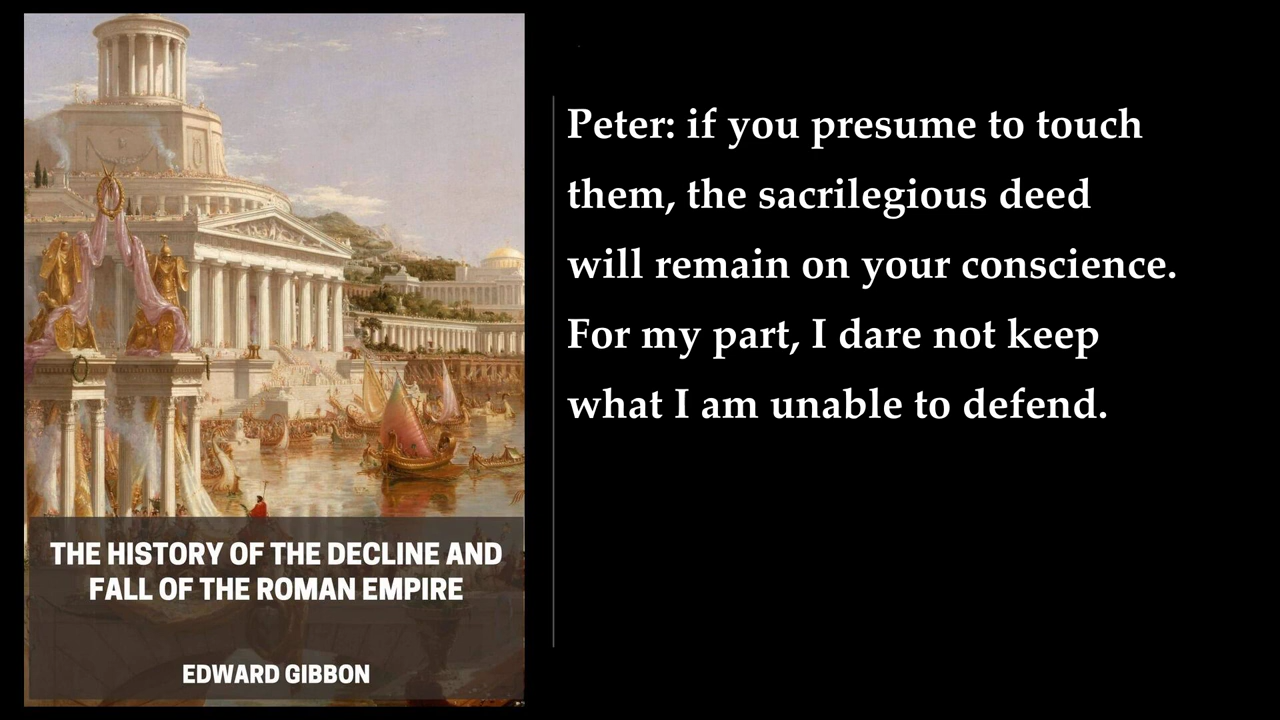 THE HISTORY OF THE DECLINE AND
FALL OF THE ROMAN EMPIRE
EDWARD GIBBON
Peter: if you presume to touch
them, the sacrilegious deed
will remain on your conscience.
For my part, I dare not keep
what I am unable to defend.